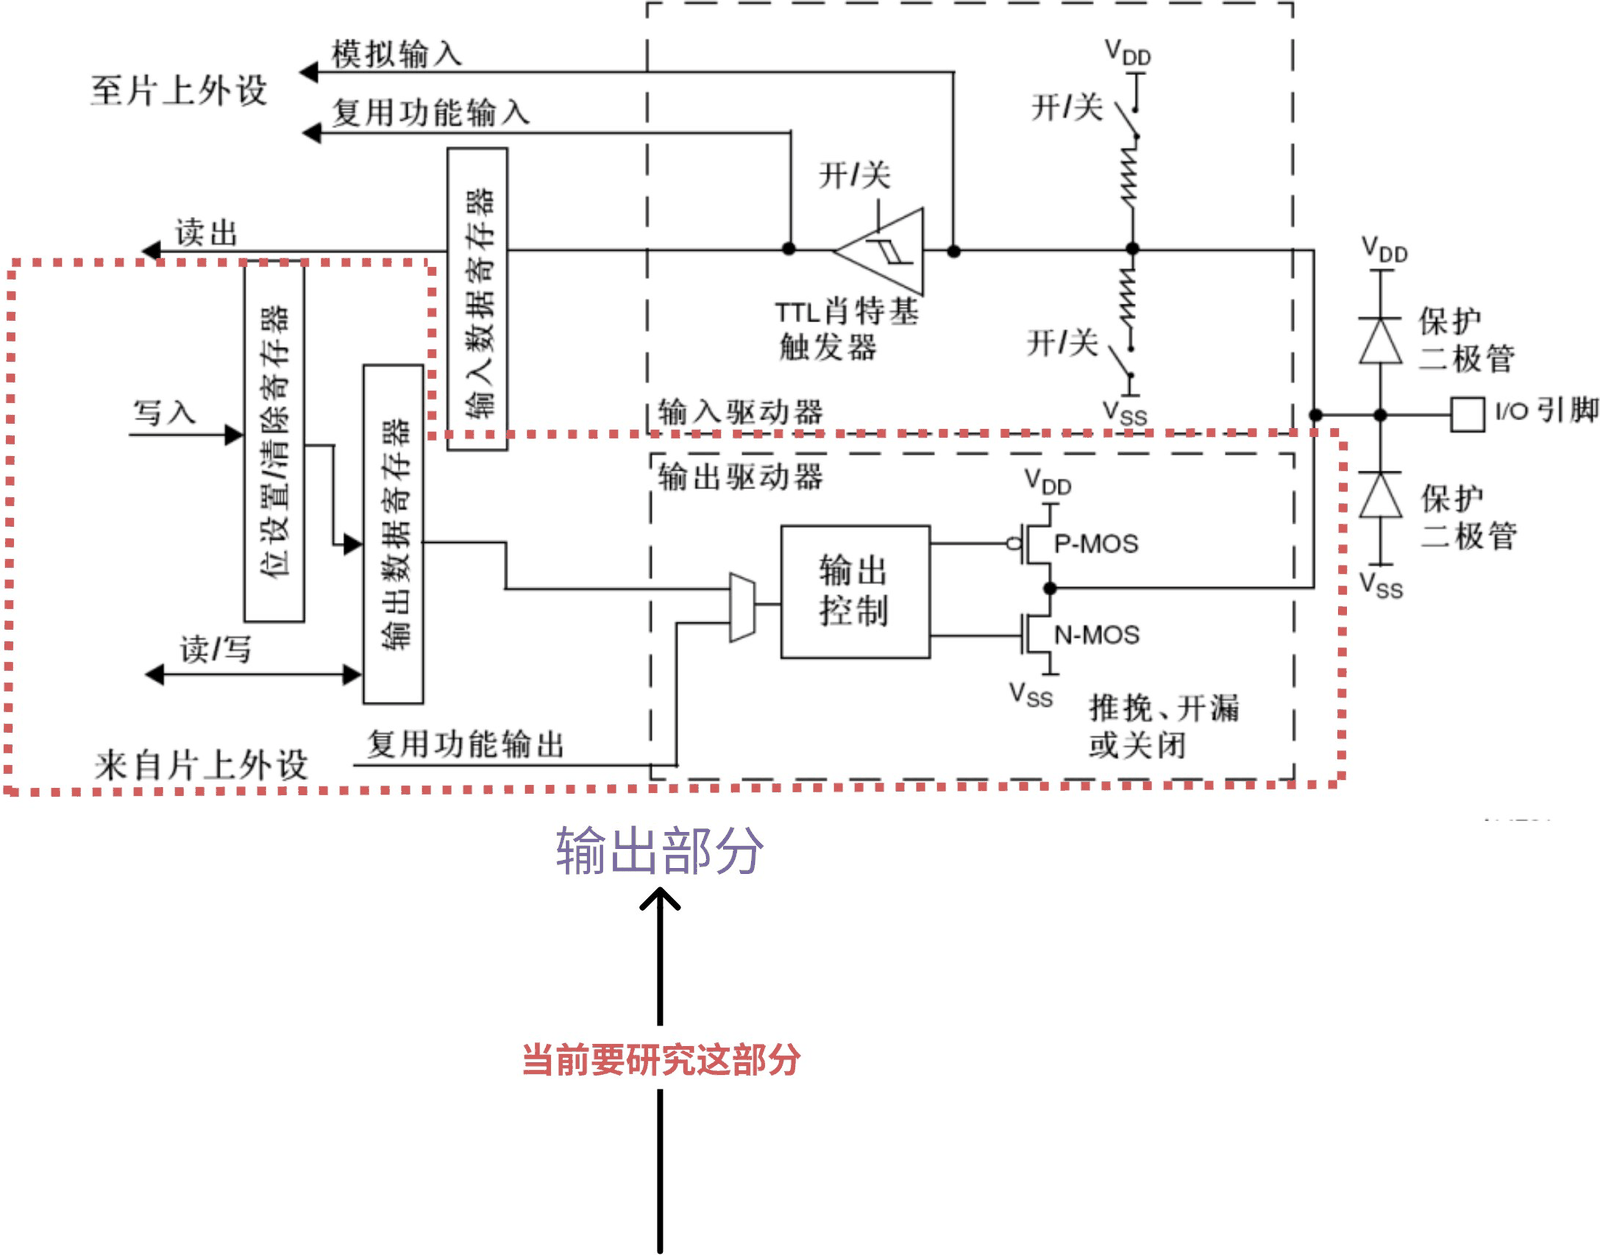 模拟输入
至片上外设
复用功能输入
读出
输入数据寄存器
开/关
TTL肖特基
触发器
V_DD
开/关
开/关
V_SS
输入驱动器
V_DD
保护
二极管
I/O 引脚
保护
二极管
V_SS
写入
位设置/清除寄存器
输出数据寄存器
读/写
来自片上外设
复用功能输出
输出驱动器
输出
控制
V_DD
P-MOS
N-MOS
V_SS
推挽、开漏
或关闭
输出部分
当前要研究这部分